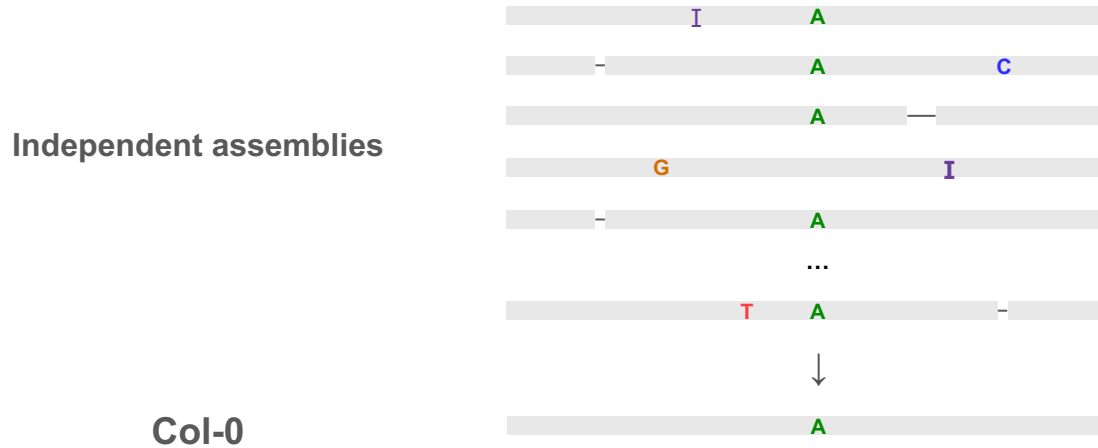 I A
A C
A
Independent assemblies
G I
A
...
T A
Col-0
A